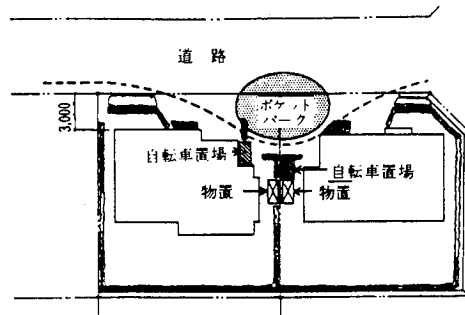 道路
ポケット
パーク
3,000
自転車置場
自転車置場
物置
物置